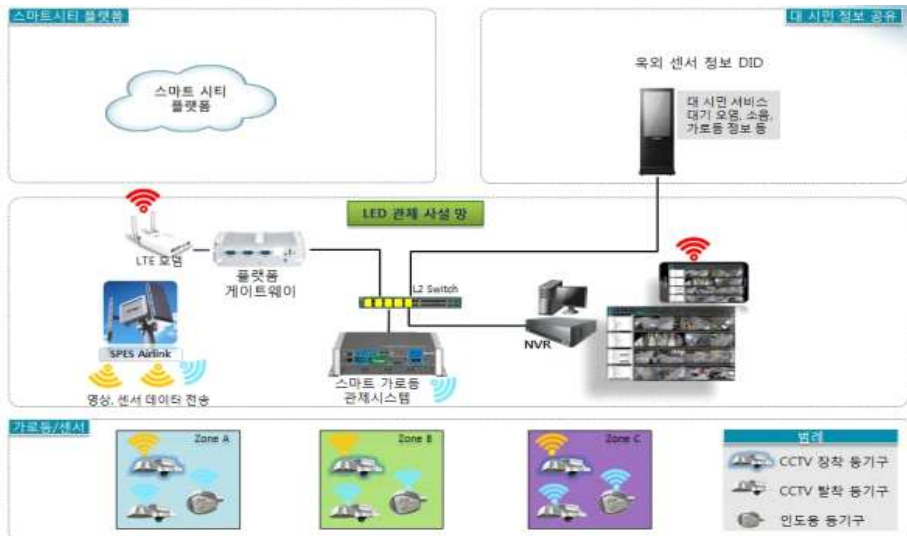 스마트시티 플랫폼
대 시민 정보 공유
스마트 시티
플랫폼
옥외 센서 정보 DID
대 시민 서비스
대기 오염, 소음,
가로등 정보 등
LED 관제 사설 망
LTE 모뎀
플랫폼
게이트웨이
L2 Switch
NVR
SPES Airlink
영상, 센서 데이터 전송
스마트 가로등
관제시스템
가로등/센서
Zone A
Zone B
Zone C
범례
CCTV 장착 등기구
CCTV 탈착 등기구
인도용 등기구